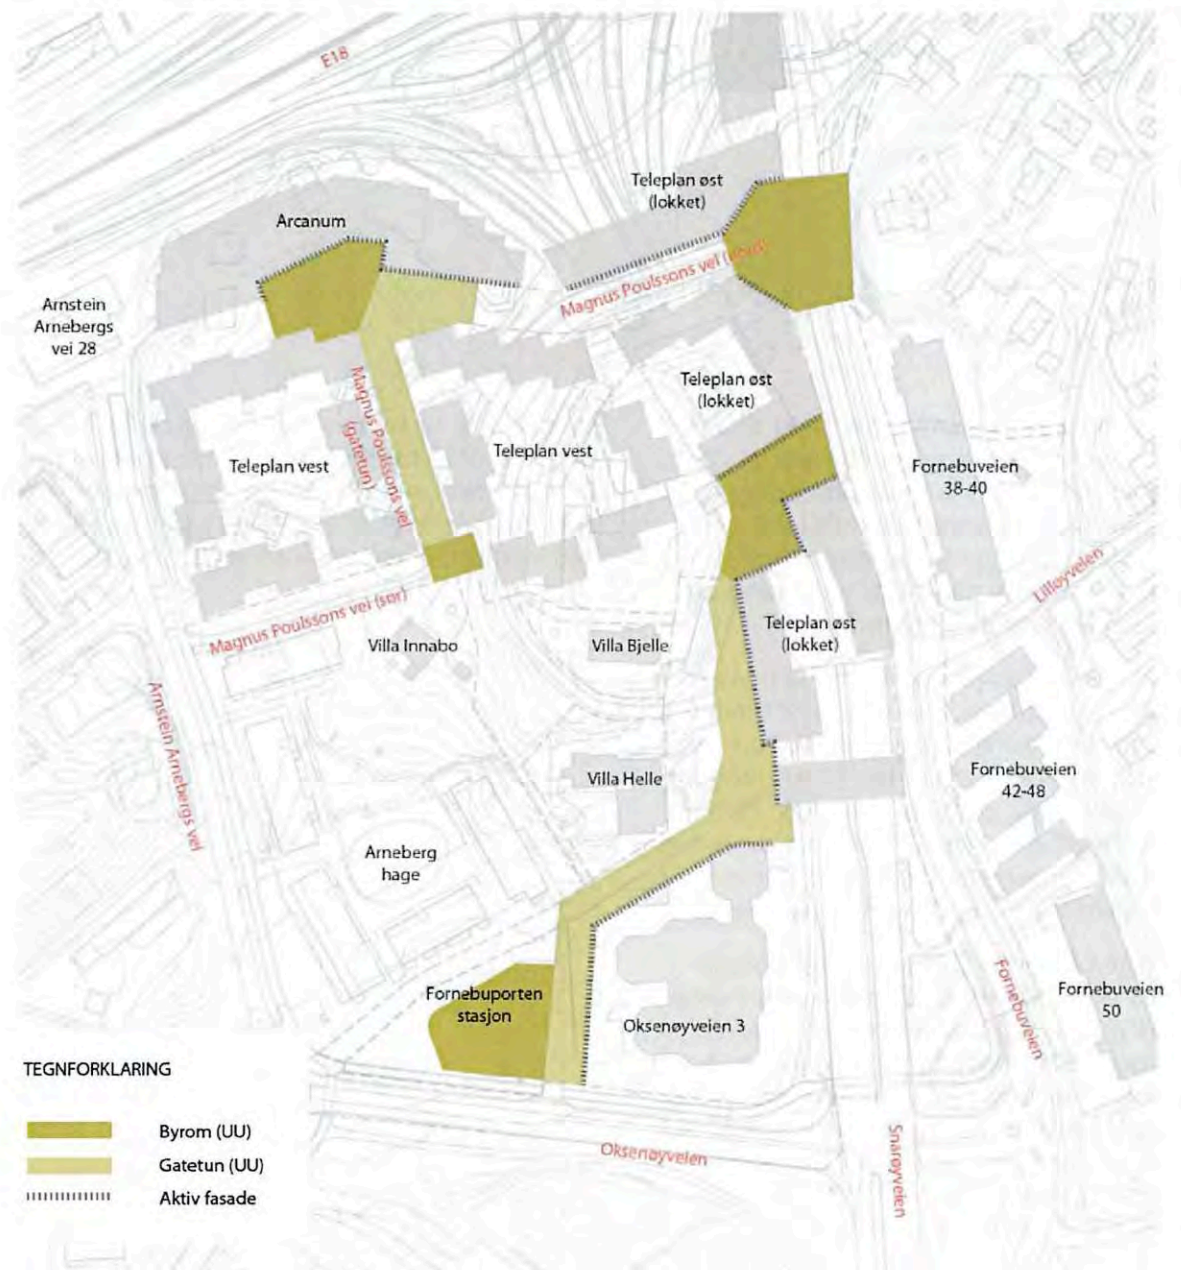 E18
Teleplan øst
(lokket)
Arcanum
Magnus Poulssons vei (nord)
Arnstein
Arnebergs
vei 28
Teleplan øst
(lokket)
Magnus Poulssons vei
(gatetun)
Teleplan vest
Teleplan vest
Fornebuveien
38-40
Lilløyveien
Magnus Poulssons vei (sør)
Villa Innabo
Villa Bjelle
Teleplan øst
(lokket)
Arnstein Arnebergs vei
Villa Helle
Fornebuveien
42-48
Arneberg
hage
Fornebuporten
stasjon
Oksenøyveien 3
Fornebuveien
Fornebuveien
50
TEGNFORKLARING
Byrom (UU)
Gatetun (UU)
Aktiv fasade
Oksenøyveien
Snarøyveien